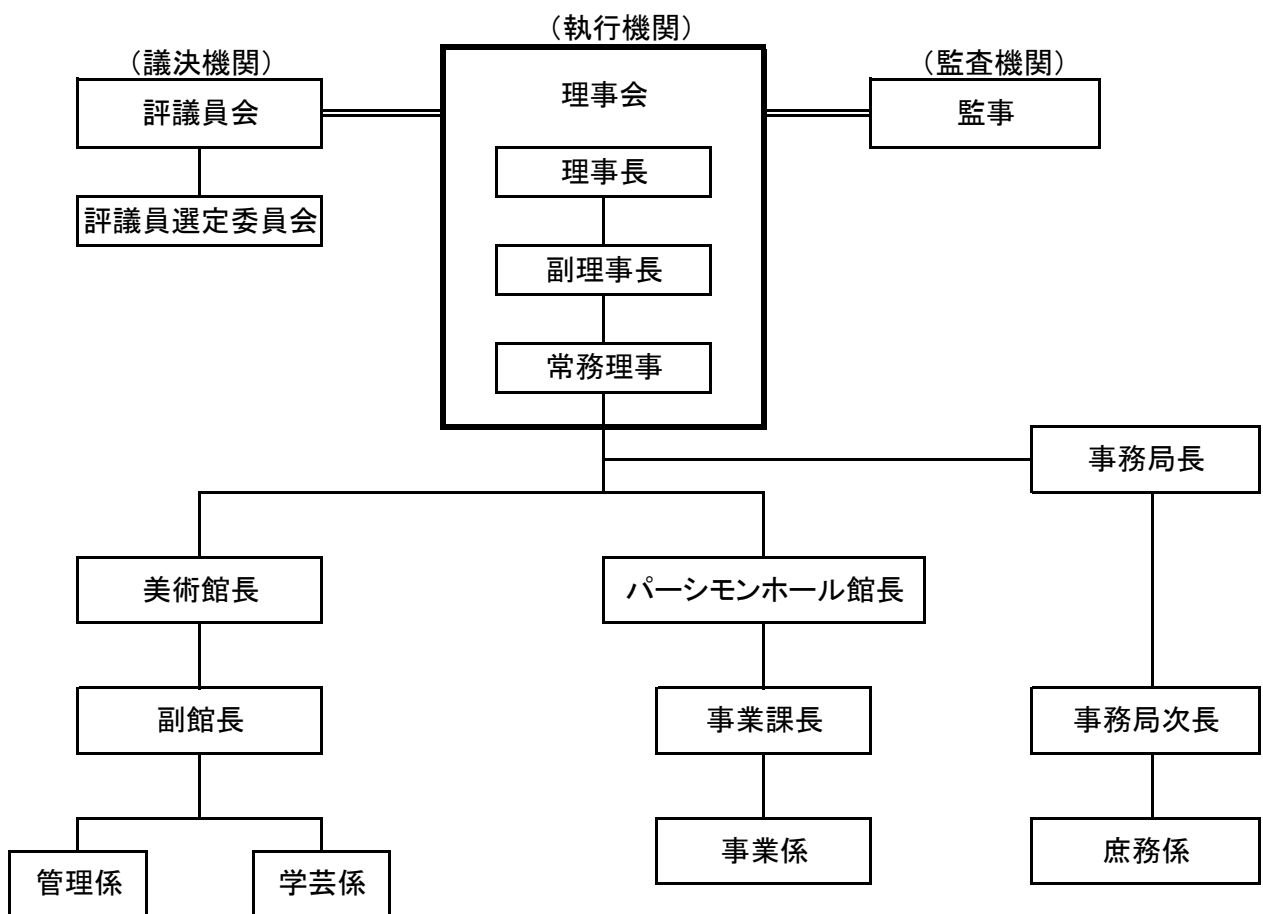 （執行機関）
（議決機関）
（監査機関）
評議員会
理事会
監事
理事長
評議員選定委員会
副理事長
常務理事
事務局長
美術館長
パーシモンホール館長
副館長
事業課長
事務局次長
管理係
学芸係
事業係
庶務係